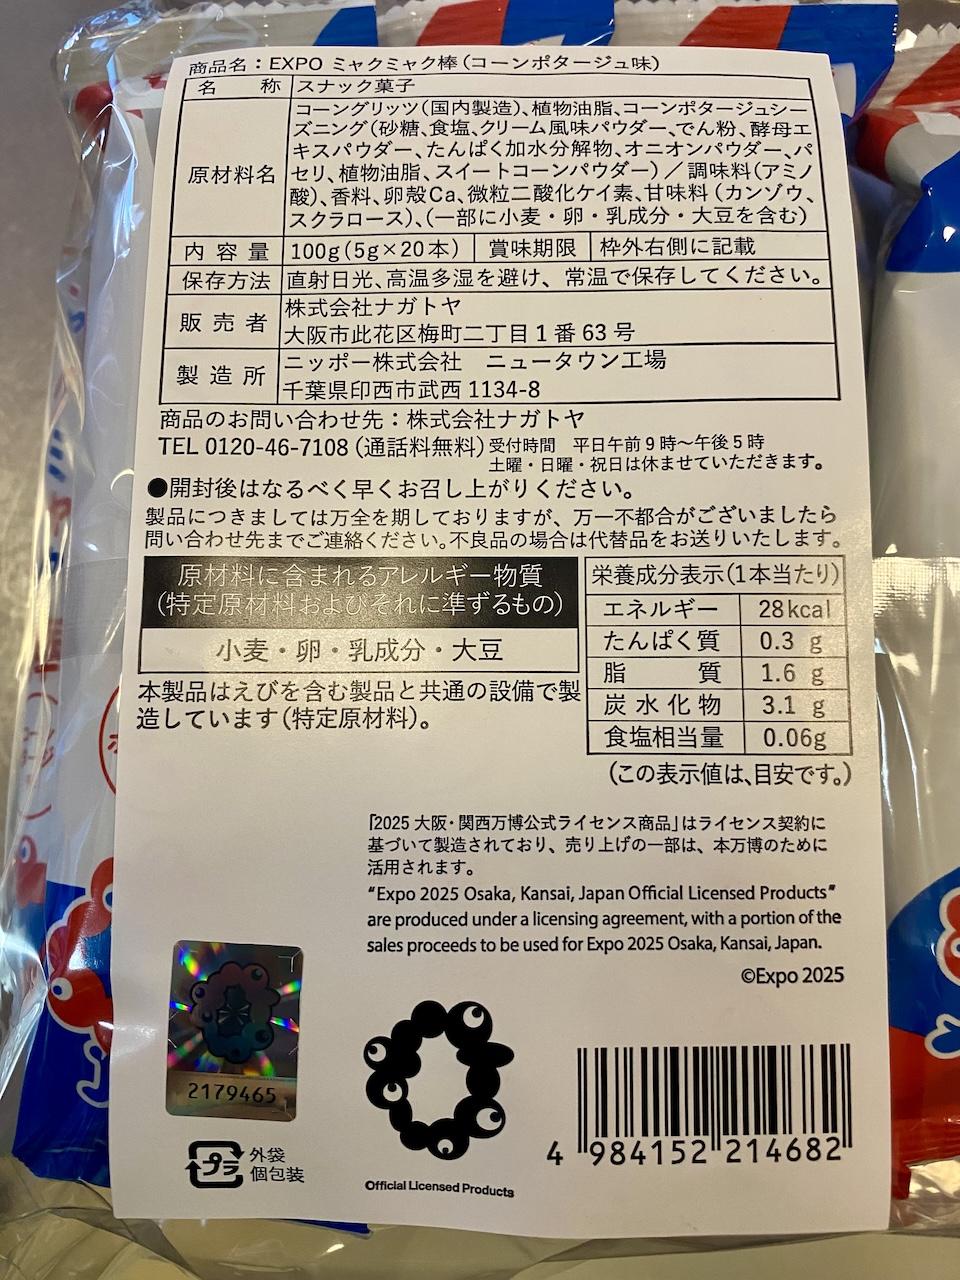 商品名：EXPO ミャクミャク棒（コーンポタージュ味）
名称 スナック菓子
原材料名 コーングリッツ（国内製造）、植物油脂、コーンポタージュシー
ズニング（砂糖、食塩、クリーム風味パウダー、でん粉、酵母エ
キスパウダー、たんぱく加水分解物、オニオンパウダー、パ
セリ、植物油脂、スイートコーンパウダー）／調味料（アミノ
酸）、香料、卵殻Ca、微粒二酸化ケイ素、甘味料（カンゾウ、
スクラロース）、（一部に小麦・卵・乳成分・大豆を含む）
内容量 100g（5g×20本） 賞味期限 枠外右側に記載
保存方法 直射日光、高温多湿を避け、常温で保存してください。
販売者 株式会社ナガトヤ
大阪市此花区梅町二丁目1番63号
製造所 ニッポー株式会社 ニュータウン工場
千葉県印西市武西1134-8
商品のお問い合わせ先：株式会社ナガトヤ
TEL 0120-46-7108（通話料無料）受付時間 平日午前9時〜午後5時
土曜・日曜・祝日は休ませていただきます。
●開封後はなるべく早くお召し上がりください。
製品につきましては万全を期しておりますが、万一不都合がございましたら
問い合わせ先までご連絡ください。不良品の場合は代替品をお送りいたします。
原材料に含まれるアレルギー物質
（特定原材料およびそれに準ずるもの）
小麦・卵・乳成分・大豆
本製品はえびを含む製品と共通の設備で製
造しています（特定原材料）。
栄養成分表示（1本当たり）
エネルギー 28kcal
たんぱく質 0.3 g
脂質 1.6 g
炭水化物 3.1 g
食塩相当量 0.06g
（この表示値は、目安です。）
「2025 大阪・関西万博公式ライセンス商品」はライセンス契約に
基づいて製造されており、売り上げの一部は、本万博のために
活用されます。
"Expo 2025 Osaka, Kansai, Japan Official Licensed Products"
are produced under a licensing agreement, with a portion of the
sales proceeds to be used for Expo 2025 Osaka, Kansai, Japan.
©Expo 2025
2179465
プラ
外袋
個包装
Official Licensed Products
4 984152 214682